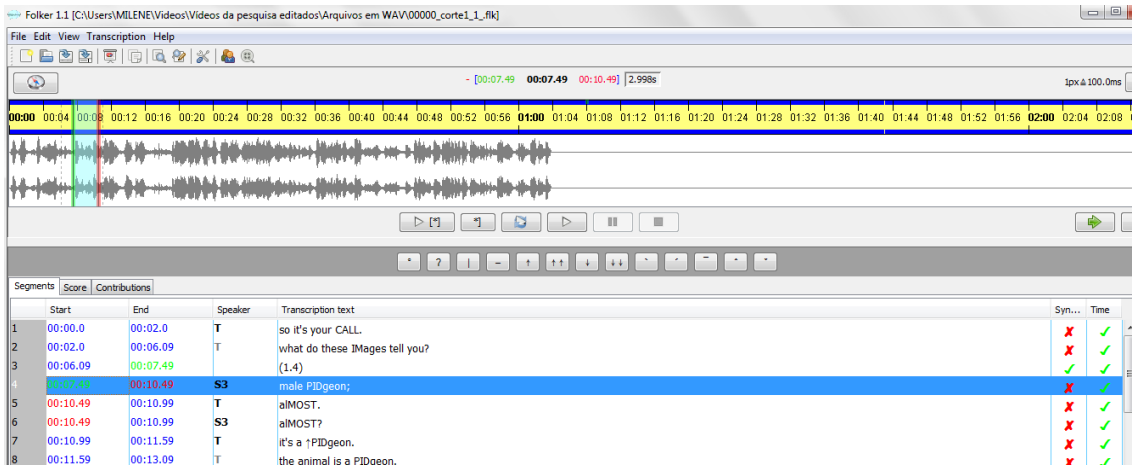 Folker 1.1 [C:\Users\MILENE\Videos\Vídeos da pesquisa editados\Arquivos em WAV\00000_corte1_1_.flk]
File Edit View Transcription Help
- [00:07.49 00:07.49 00:10.49] 2.998s
1px≙100.0ms
00:00 00:04 00:08 00:12 00:16 00:20 00:24 00:28 00:32 00:36 00:40 00:44 00:48 00:52 00:56 01:00 01:04 01:08 01:12 01:16 01:20 01:24 01:28 01:32 01:36 01:40 01:44 01:48 01:52 01:56 02:00 02:04 02:08
[*] *]
° ? | – ↑ ↑↑ ↓ ↓↓ ` ´ ¯ ˆ ˇ
Segments Score Contributions
Start End Speaker Transcription text Syn... Time
1 00:00.0 00:02.0 T so it's your CALL. ✗ ✓
2 00:02.0 00:06.09 T what do these IMages tell you? ✗ ✓
3 00:06.09 00:07.49 (1.4) ✓ ✓
4 00:07.49 00:10.49 S3 male PIDgeon; ✗ ✓
5 00:10.49 00:10.99 T alMOST. ✗ ✓
6 00:10.49 00:10.99 S3 alMOST? ✗ ✓
7 00:10.99 00:11.59 T it's a ↑PIDgeon. ✗ ✓
8 00:11.59 00:13.09 T the animal is a PIDgeon. ✗ ✓